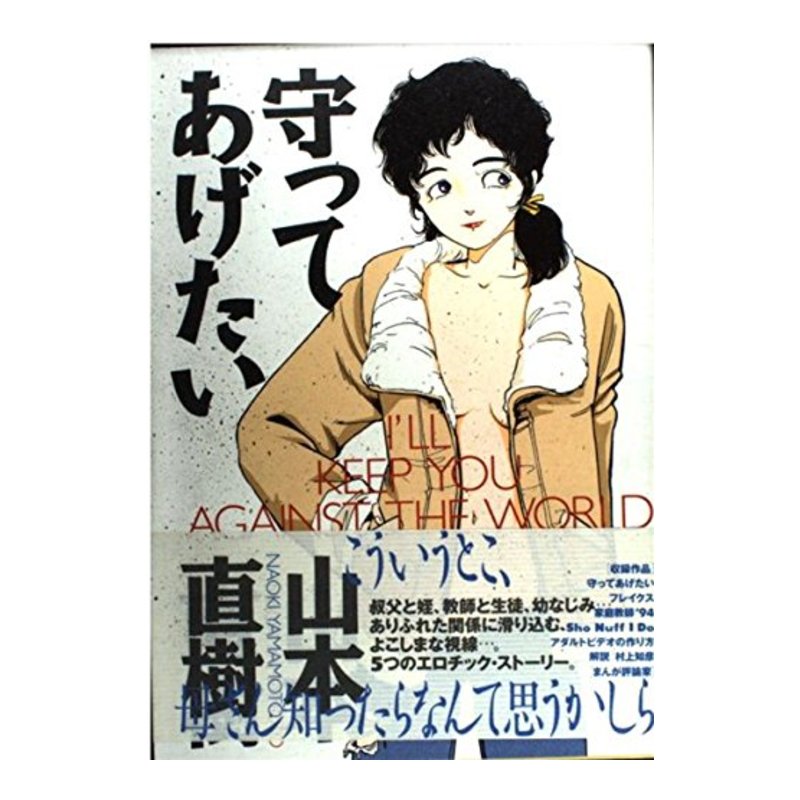 守って
あげたい
I'LL
KEEP YOU
AGAINST THE WORLD
山本
直樹
NAOKI YAMAMOTO
こういうとこ、
叔父と姪、教師と生徒、幼なじみ…
ありふれた関係に滑り込む、
よこしまな視線…。
5つのエロチック・ストーリー。
母さん知ったらなんて思うかしら
[収録作品]
守ってあげたい
フレイクス
家庭教師'94
Sho Nuff I Do
アダルトビデオの作り方
解説 村上知彦
まんが評論家